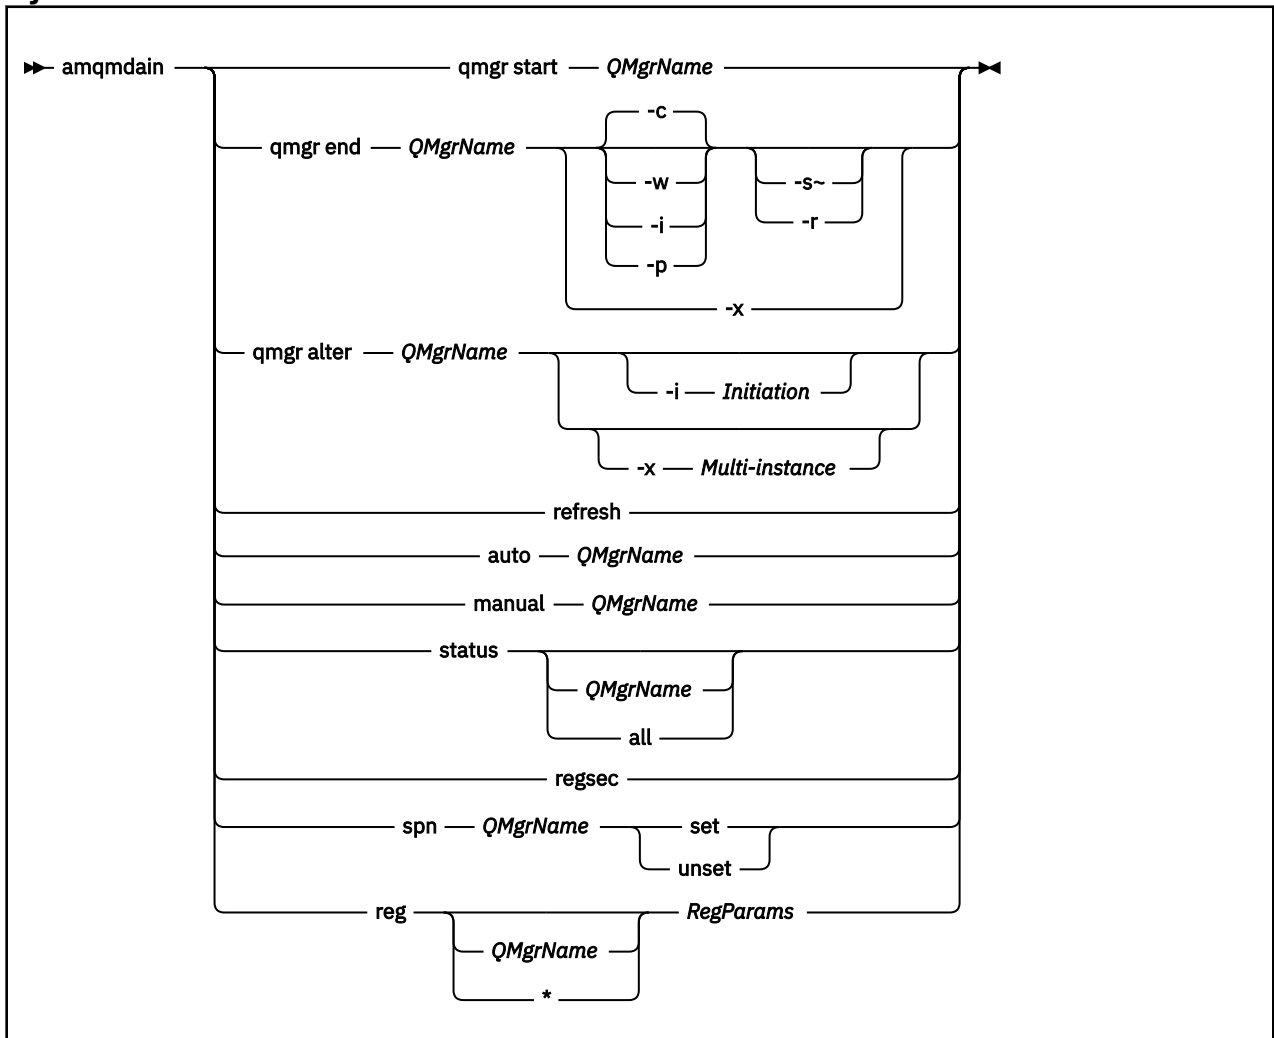 amqmdain qmgr start QMgrName
-c
qmgr end QMgrName
-w -s~
-i -r
-p
-x
qmgr alter QMgrName
-i Initiation
-x Multi-instance
refresh
auto QMgrName
manual QMgrName
status
QMgrName
all
regsec
spn QMgrName set
unset
reg RegParams
QMgrName
*